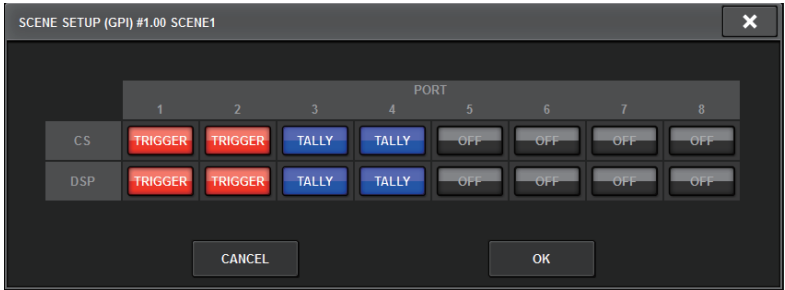 SCENE SETUP (GPI) #1.00 SCENE1
PORT
1 2 3 4 5 6 7 8
CS TRIGGER TRIGGER TALLY TALLY OFF OFF OFF OFF
DSP TRIGGER TRIGGER TALLY TALLY OFF OFF OFF OFF
CANCEL OK